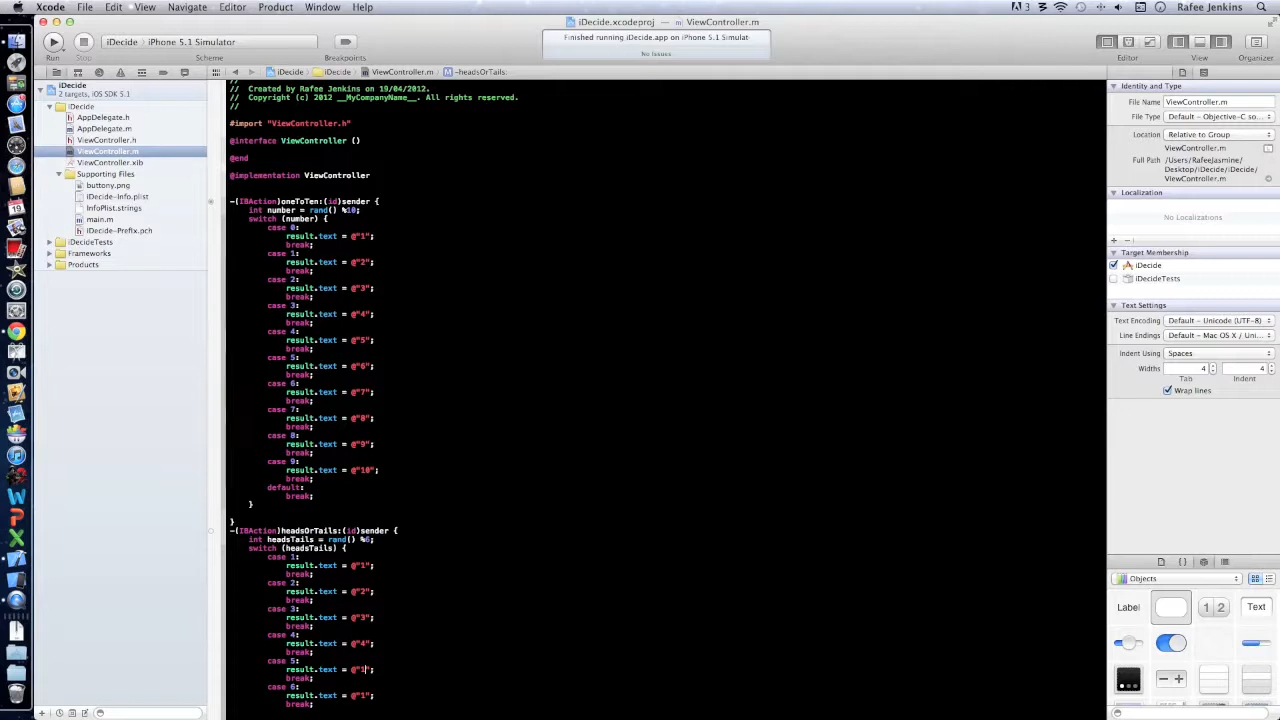 Xcode File Edit View Navigate Editor Product Window Help
3 Rafee Jenkins
iDecide.xcodeproj — ViewController.m
iDecide iPhone 5.1 Simulator
Finished running iDecide.app on iPhone 5.1 Simulat
No Issues
Run Stop Scheme Breakpoints Editor View Organizer
iDecide iDecide ViewController.m -headsOrTails:
iDecide
2 targets, iOS SDK 5.1
iDecide
AppDelegate.h
AppDelegate.m
ViewController.h
ViewController.m
ViewController.xib
Supporting Files
buttony.png
iDecide-Info.plist
InfoPlist.strings
main.m
iDecide-Prefix.pch
iDecideTests
Frameworks
Products
//
// Created by Rafee Jenkins on 19/04/2012.
// Copyright (c) 2012 __MyCompanyName__. All rights reserved.
//
#import "ViewController.h"
@interface ViewController ()
@end
@implementation ViewController
-(IBAction)oneToTen:(id)sender {
int number = rand() %10;
switch (number) {
case 0:
result.text = @"1";
break;
case 1:
result.text = @"2";
break;
case 2:
result.text = @"3";
break;
case 3:
result.text = @"4";
break;
case 4:
result.text = @"5";
break;
case 5:
result.text = @"6";
break;
case 6:
result.text = @"7";
break;
case 7:
result.text = @"8";
break;
case 8:
result.text = @"9";
break;
case 9:
result.text = @"10";
break;
default:
break;
}
}
-(IBAction)headsOrTails:(id)sender {
int headsTails = rand() %6;
switch (headsTails) {
case 1:
result.text = @"1";
break;
case 2:
result.text = @"2";
break;
case 3:
result.text = @"3";
break;
case 4:
result.text = @"4";
break;
case 5:
result.text = @"1";
break;
case 6:
result.text = @"1";
break;
Identity and Type
File Name ViewController.m
File Type Default - Objective-C so...
Location Relative to Group
ViewController.m
Full Path /Users/RafeeJasmine/
Desktop/iDecide/iDecide/
ViewController.m
Localization
No Localizations
Target Membership
iDecide
iDecideTests
Text Settings
Text Encoding Default - Unicode (UTF-8)
Line Endings Default - Mac OS X / Uni...
Indent Using Spaces
Widths 4 4
Tab Indent
Wrap lines
Objects
Label 1 2 Text